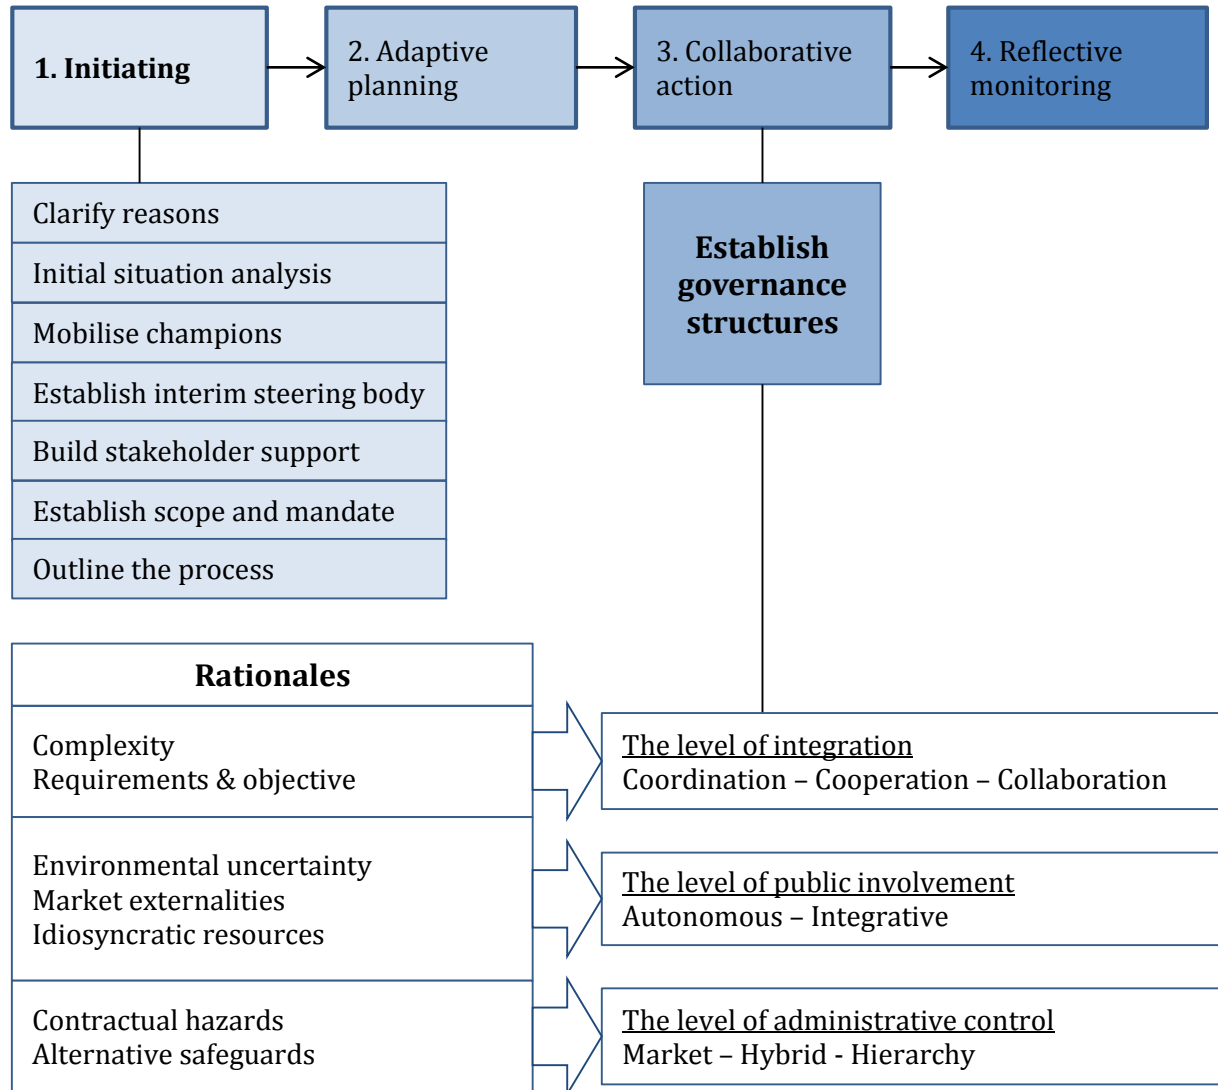 1. Initiating
2. Adaptive
planning
3. Collaborative
action
4. Reflective
monitoring
Clarify reasons
Initial situation analysis
Mobilise champions
Establish interim steering body
Build stakeholder support
Establish scope and mandate
Outline the process
Establish
governance
structures
Rationales
Complexity
Requirements & objective
The level of integration
Coordination – Cooperation – Collaboration
Environmental uncertainty
Market externalities
Idiosyncratic resources
The level of public involvement
Autonomous – Integrative
Contractual hazards
Alternative safeguards
The level of administrative control
Market – Hybrid - Hierarchy